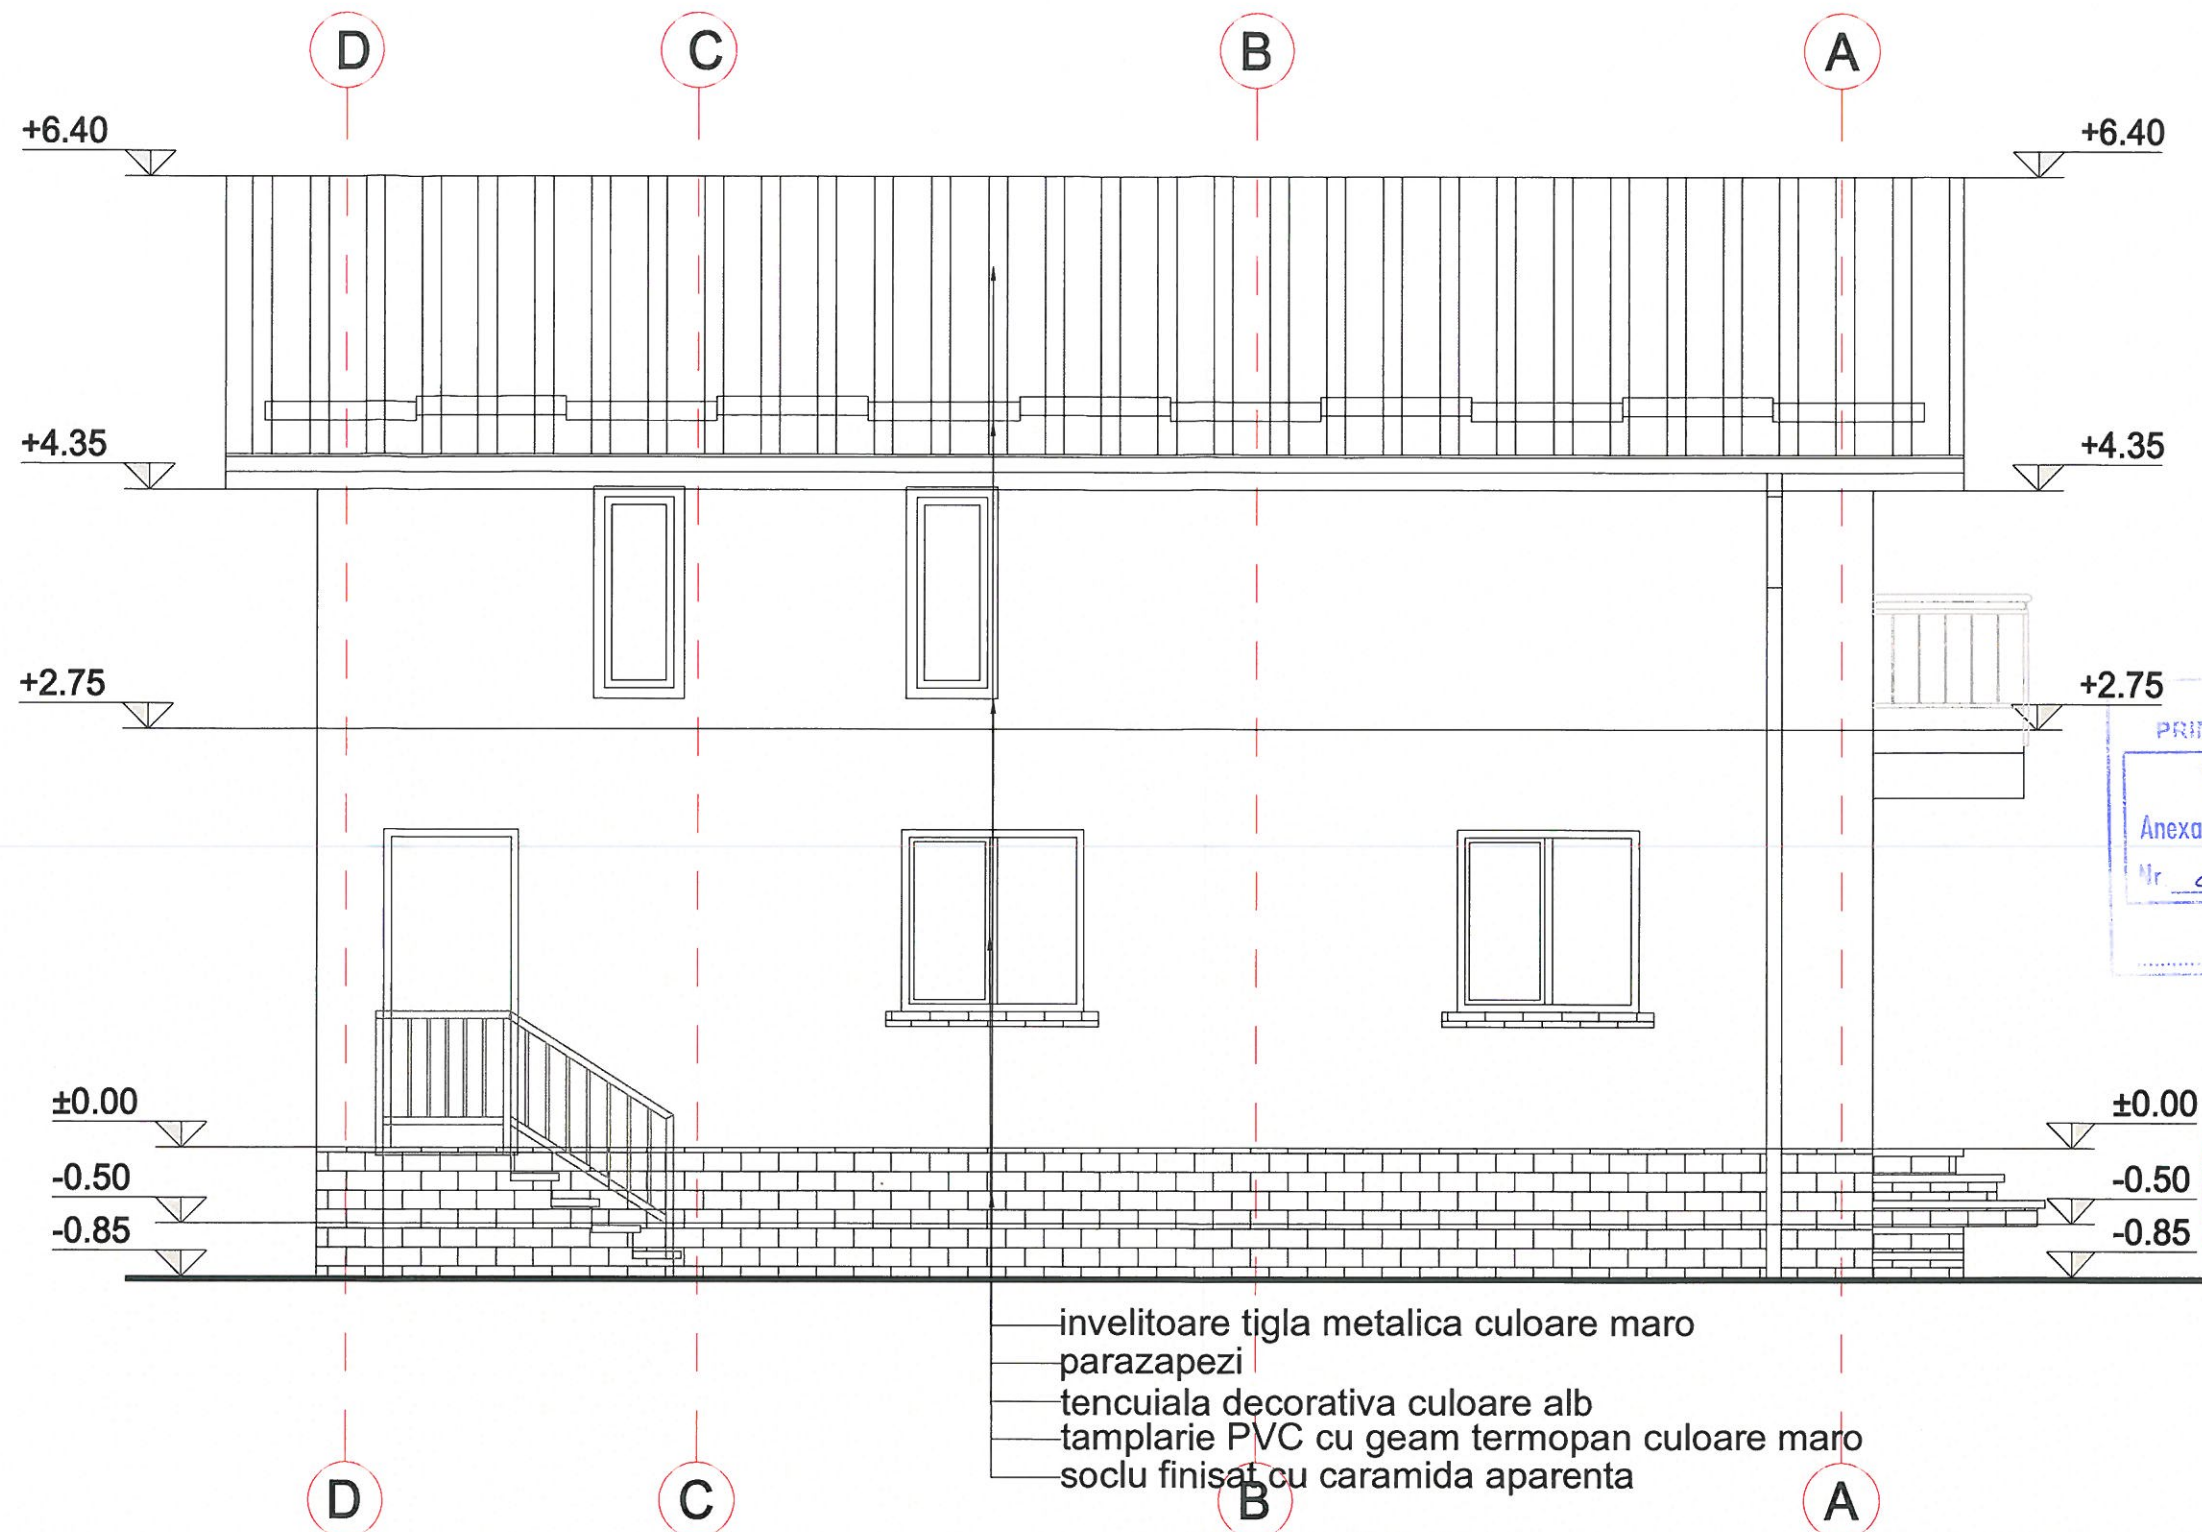 D C B A
+6.40 +6.40
+4.35 +4.35
+2.75 +2.75
Anexa
Nr
±0.00 ±0.00
-0.50 -0.50
-0.85 -0.85
invelitoare tigla metalica culoare maro
parazapezi
tencuiala decorativa culoare alb
tamplarie PVC cu geam termopan culoare maro
soclu finisat cu caramida aparenta
D C B A